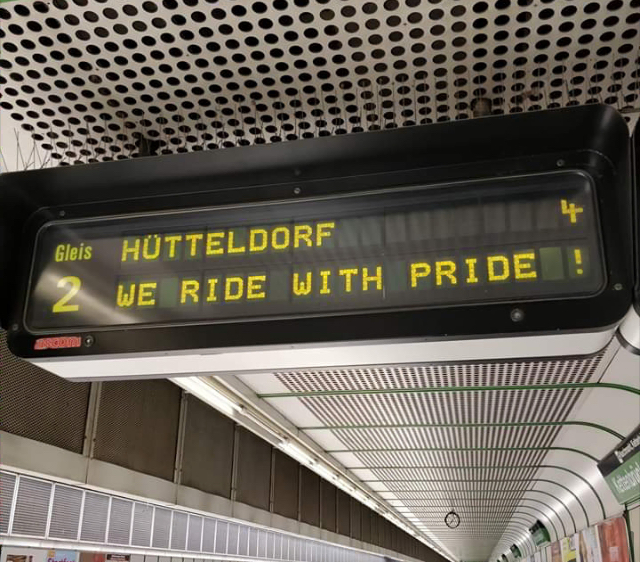 Gleis HÜTTELDORF 4
2 WE RIDE WITH PRIDE !